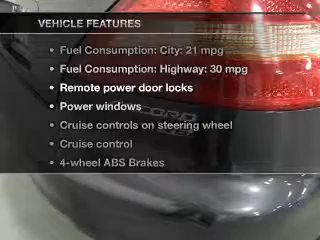 VEHICLE FEATURES
• Fuel Consumption: City: 21 mpg
• Fuel Consumption: Highway: 30 mpg
• Remote power door locks
• Power windows
• Cruise controls on steering wheel
• Cruise control
• 4-wheel ABS Brakes